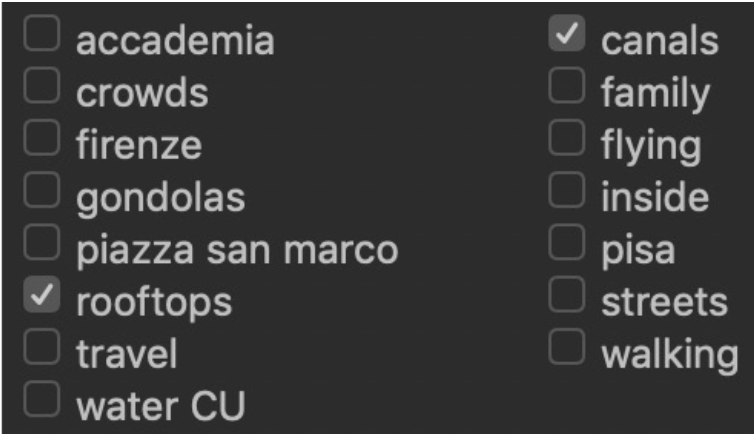 accademia
crowds
firenze
gondolas
piazza san marco
rooftops
travel
water CU
canals
family
flying
inside
pisa
streets
walking